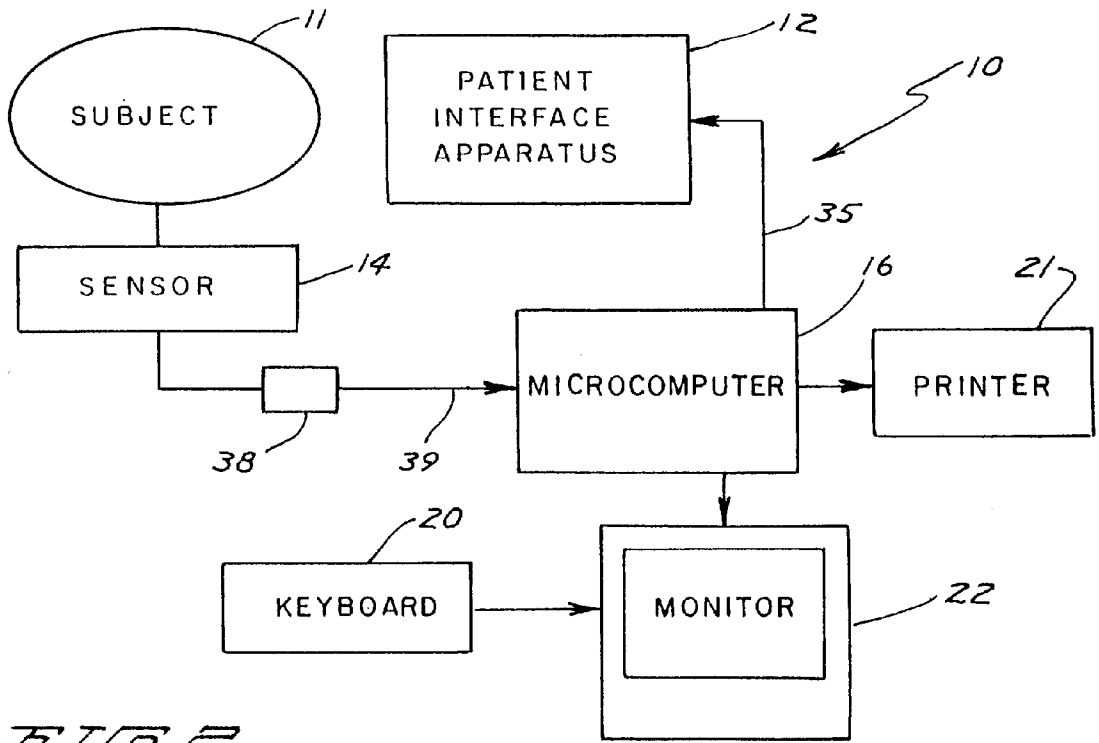 11
SUBJECT
12
PATIENT
INTERFACE
APPARATUS
10
35
SENSOR
14
16
21
MICROCOMPUTER
PRINTER
38
39
20
KEYBOARD
MONITOR
22